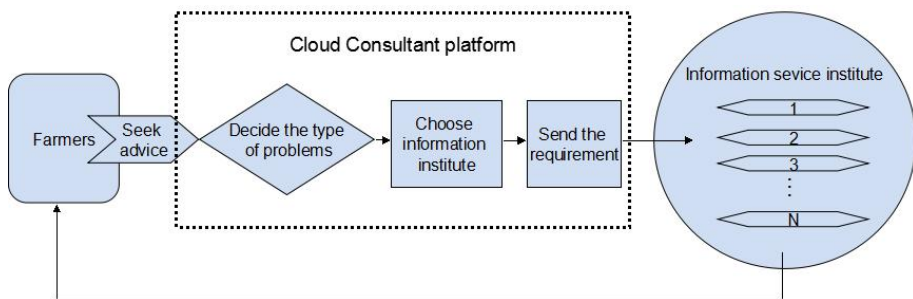 Cloud Consultant platform
Farmers
Seek
advice
Decide the type
of problems
Choose
information
institute
Send the
requirement
Information sevice institute
1
2
3
⋮
N